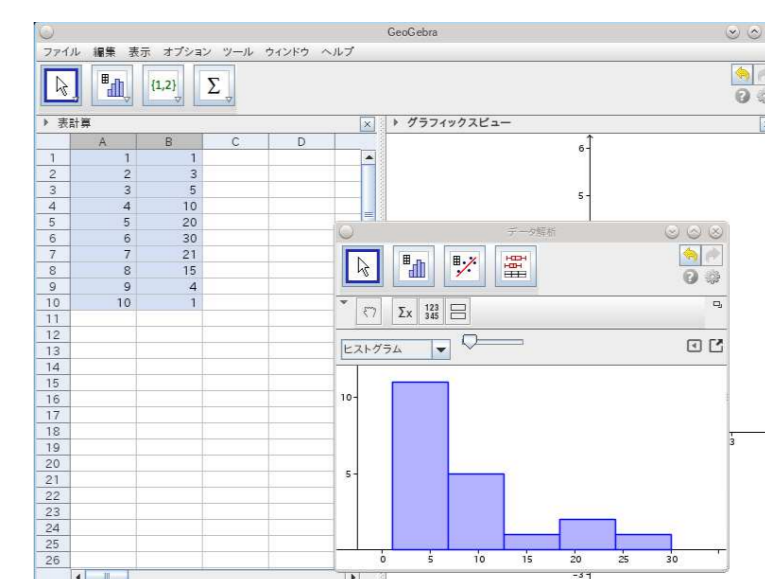 GeoGebra
ファイル 編集 表示 オプション ツール ウィンドウ ヘルプ
{1,2} Σ
表計算
グラフィックスビュー
A B C D
1 1 1
2 2 3
3 3 5
4 4 10
5 5 20
6 6 30
7 7 21
8 8 15
9 9 4
10 10 1
11
12
13
14
15
16
17
18
19
20
21
22
23
24
25
26
6
5
3
-3
データ解析
Σx 123 345
ヒストグラム
10
5
0 5 10 15 20 25 30